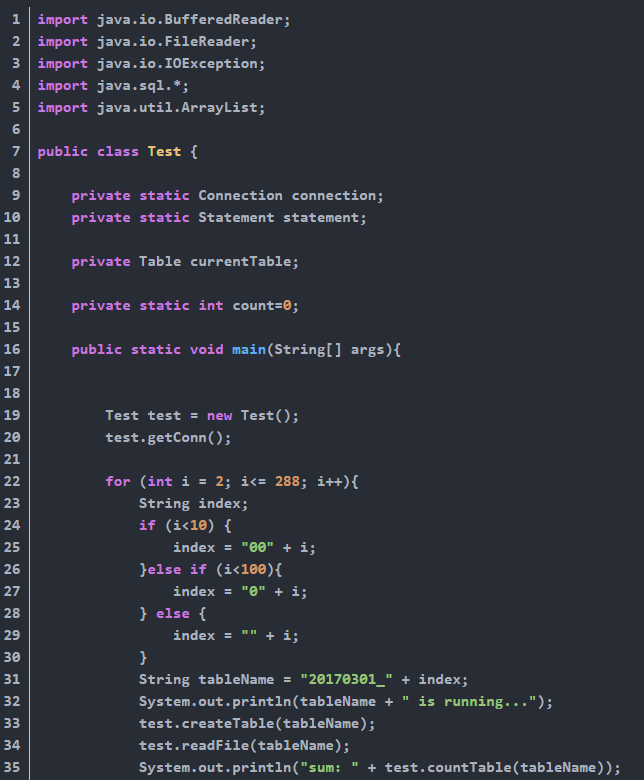 1 import java.io.BufferedReader;
2 import java.io.FileReader;
3 import java.io.IOException;
4 import java.sql.*;
5 import java.util.ArrayList;
6
7 public class Test {
8
9     private static Connection connection;
10     private static Statement statement;
11
12     private Table currentTable;
13
14     private static int count=0;
15
16     public static void main(String[] args){
17
18
19         Test test = new Test();
20         test.getConn();
21
22         for (int i = 2; i<= 288; i++){
23             String index;
24             if (i<10) {
25                 index = "00" + i;
26             }else if (i<100){
27                 index = "0" + i;
28             } else {
29                 index = "" + i;
30             }
31             String tableName = "20170301_" + index;
32             System.out.println(tableName + " is running...");
33             test.createTable(tableName);
34             test.readFile(tableName);
35             System.out.println("sum: " + test.countTable(tableName));